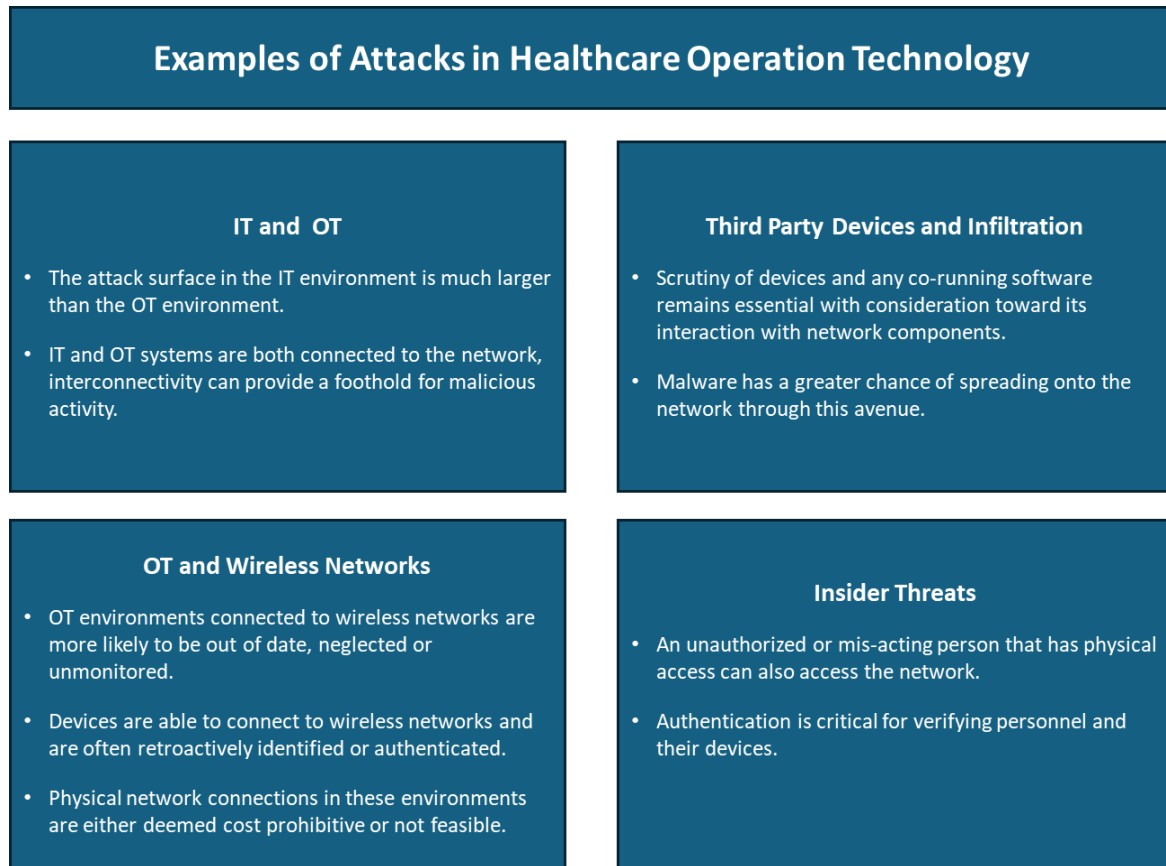 Examples of Attacks in Healthcare Operation Technology
IT and OT
• The attack surface in the IT environment is much larger
than the OT environment.
• IT and OT systems are both connected to the network,
interconnectivity can provide a foothold for malicious
activity.
Third Party Devices and Infiltration
• Scrutiny of devices and any co-running software
remains essential with consideration toward its
interaction with network components.
• Malware has a greater chance of spreading onto the
network through this avenue.
OT and Wireless Networks
• OT environments connected to wireless networks are
more likely to be out of date, neglected or
unmonitored.
• Devices are able to connect to wireless networks and
are often retroactively identified or authenticated.
• Physical network connections in these environments
are either deemed cost prohibitive or not feasible.
Insider Threats
• An unauthorized or mis-acting person that has physical
access can also access the network.
• Authentication is critical for verifying personnel and
their devices.